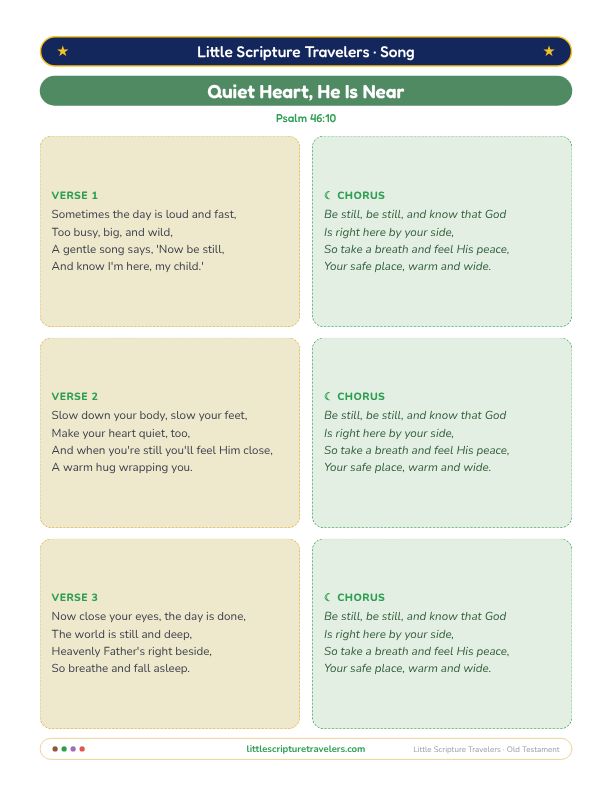 Little Scripture Travelers · Song
Quiet Heart, He Is Near
Psalm 46:10
VERSE 1
Sometimes the day is loud and fast,
Too busy, big, and wild,
A gentle song says, 'Now be still,
And know I'm here, my child.'
CHORUS
Be still, be still, and know that God
Is right here by your side,
So take a breath and feel His peace,
Your safe place, warm and wide.
VERSE 2
Slow down your body, slow your feet,
Make your heart quiet, too,
And when you're still you'll feel Him close,
A warm hug wrapping you.
CHORUS
Be still, be still, and know that God
Is right here by your side,
So take a breath and feel His peace,
Your safe place, warm and wide.
VERSE 3
Now close your eyes, the day is done,
The world is still and deep,
Heavenly Father's right beside,
So breathe and fall asleep.
CHORUS
Be still, be still, and know that God
Is right here by your side,
So take a breath and feel His peace,
Your safe place, warm and wide.
littlescripturetravelers.com
Little Scripture Travelers · Old Testament